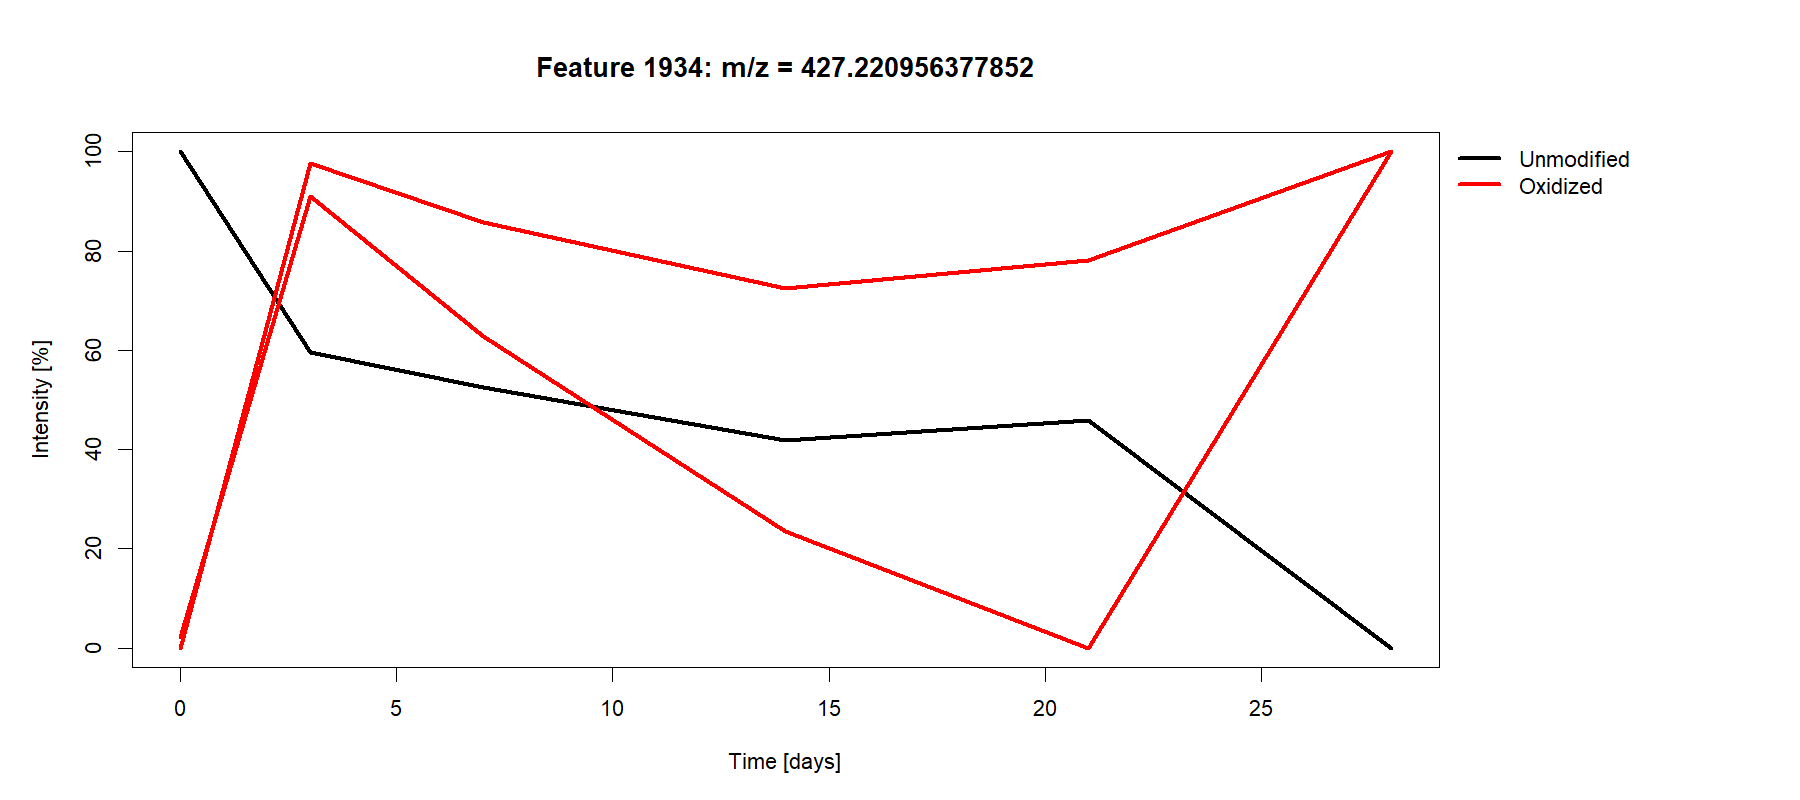 Feature 1934: m/z = 427.220956377852
Unmodified
Oxidized
100
80
60
40
20
0
Intensity [%]
0 5 10 15 20 25
Time [days]